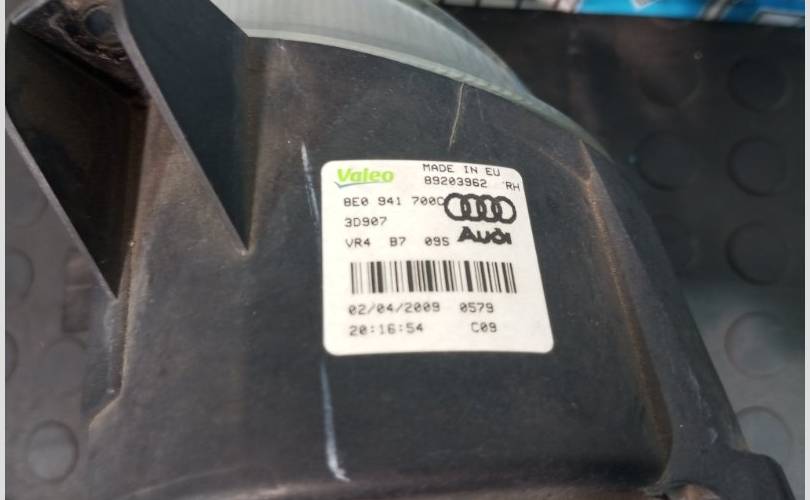 Valeo
MADE IN EU
89203962 RH
8E0 941 700C
3D907
VR4 B7 09S
Audi
02/04/2009 0579
20:16:54 C09